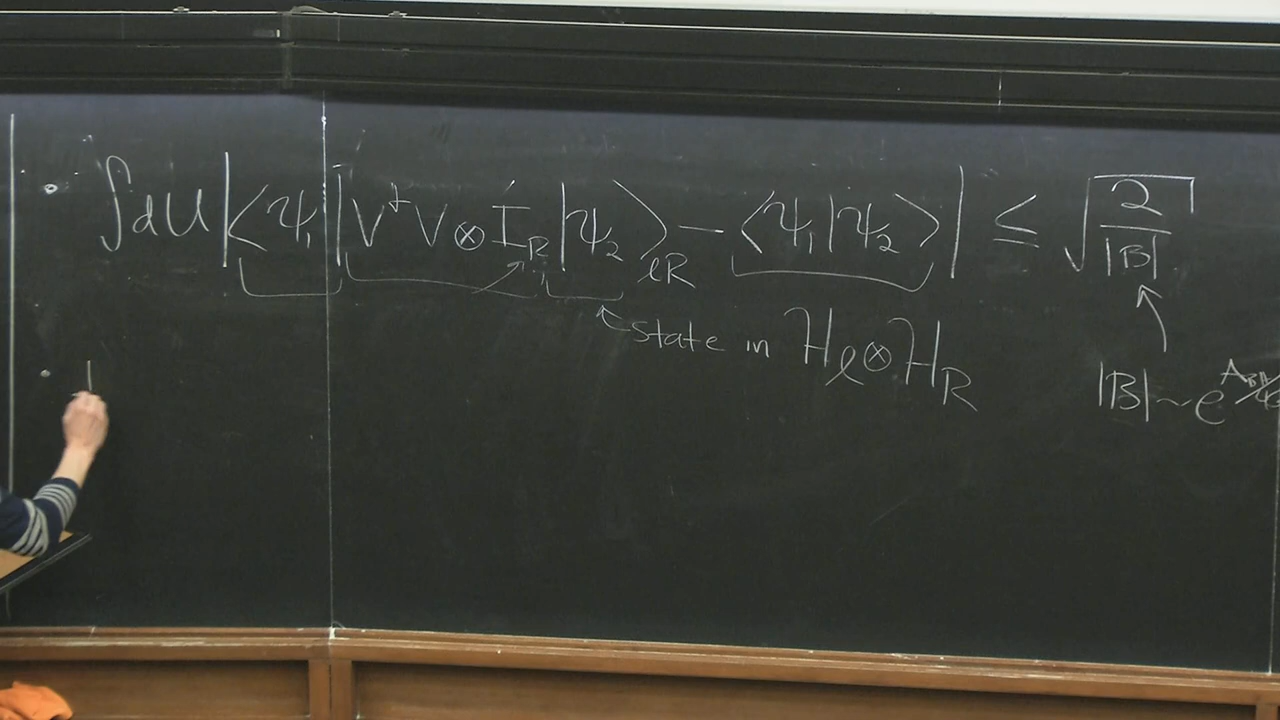 ∫dU|⟨ψ₁|V†V⊗I_R|ψ₂⟩_{ℓR} − ⟨ψ₁|ψ₂⟩| ≤ √(2/|B|)
state in H_ℓ⊗H_R
|B| ~ e